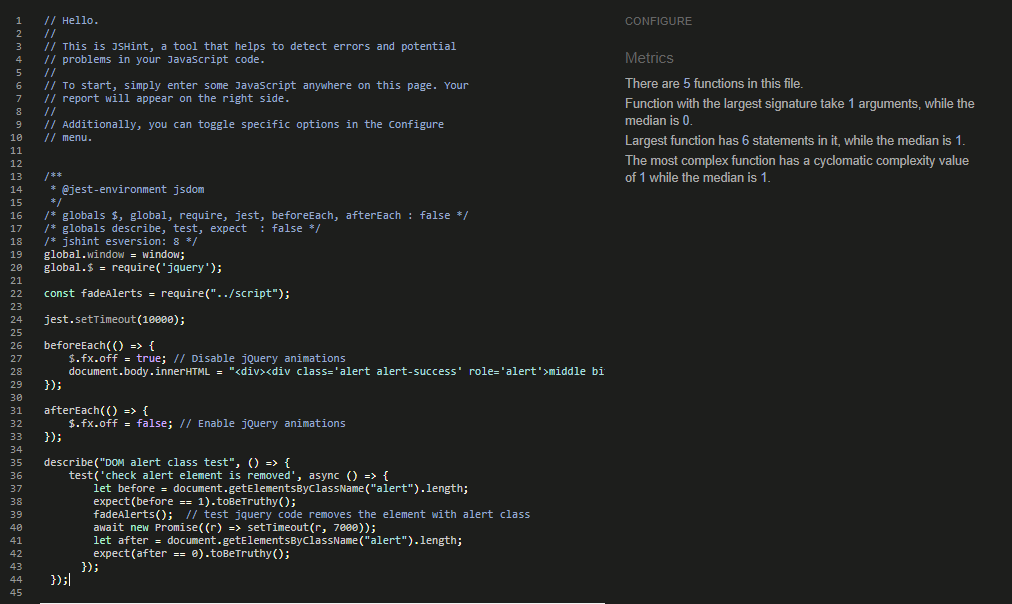 1 // Hello.
2 //
3 // This is JSHint, a tool that helps to detect errors and potential
4 // problems in your JavaScript code.
5 //
6 // To start, simply enter some JavaScript anywhere on this page. Your
7 // report will appear on the right side.
8 //
9 // Additionally, you can toggle specific options in the Configure
10 // menu.
11
12
13 /**
14 * @jest-environment jsdom
15 */
16 /* globals $, global, require, jest, beforeEach, afterEach : false */
17 /* globals describe, test, expect  : false */
18 /* jshint esversion: 8 */
19 global.window = window;
20 global.$ = require('jquery');
21
22 const fadeAlerts = require("../script");
23
24 jest.setTimeout(10000);
25
26 beforeEach(() => {
27     $.fx.off = true; // Disable jQuery animations
28     document.body.innerHTML = "<div><div class='alert alert-success' role='alert'>middle bi
29 });
30
31 afterEach(() => {
32     $.fx.off = false; // Enable jQuery animations
33 });
34
35 describe("DOM alert class test", () => {
36     test('check alert element is removed', async () => {
37         let before = document.getElementsByClassName("alert").length;
38         expect(before == 1).toBeTruthy();
39         fadeAlerts();  // test jquery code removes the element with alert class
40         await new Promise((r) => setTimeout(r, 7000));
41         let after = document.getElementsByClassName("alert").length;
42         expect(after == 0).toBeTruthy();
43       });
44  });
45
CONFIGURE
Metrics
There are 5 functions in this file.
Function with the largest signature take 1 arguments, while the
median is 0.
Largest function has 6 statements in it, while the median is 1.
The most complex function has a cyclomatic complexity value
of 1 while the median is 1.